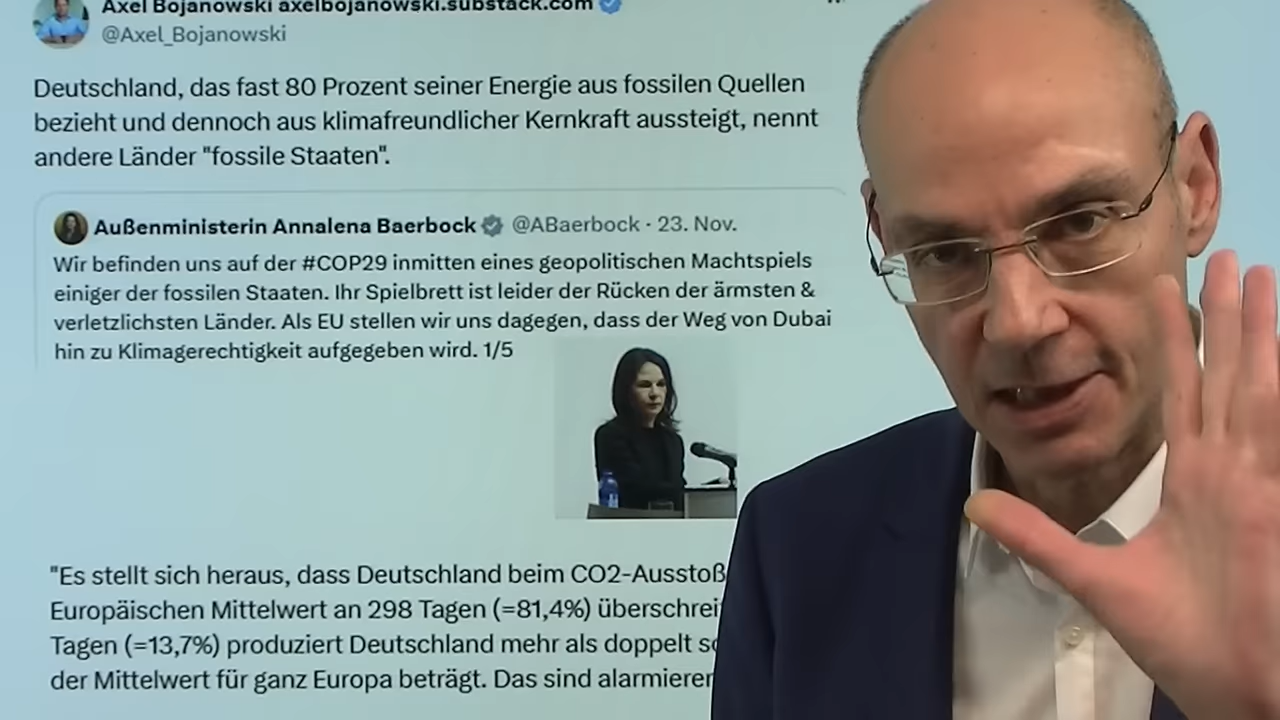 Axel Bojanowski axelbojanowski.substack.com
@Axel_Bojanowski
Deutschland, das fast 80 Prozent seiner Energie aus fossilen Quellen
bezieht und dennoch aus klimafreundlicher Kernkraft aussteigt, nennt
andere Länder "fossile Staaten".
Außenministerin Annalena Baerbock @ABaerbock · 23. Nov.
Wir befinden uns auf der #COP29 inmitten eines geopolitischen Machtspiels
einiger der fossilen Staaten. Ihr Spielbrett ist leider der Rücken der ärmsten &
verletzlichsten Länder. Als EU stellen wir uns dagegen, dass der Weg von Dubai
hin zu Klimagerechtigkeit aufgegeben wird. 1/5
"Es stellt sich heraus, dass Deutschland beim CO2-Ausstoß
Europäischen Mittelwert an 298 Tagen (=81,4%) überschrei
Tagen (=13,7%) produziert Deutschland mehr als doppelt so
der Mittelwert für ganz Europa beträgt. Das sind alarmieren